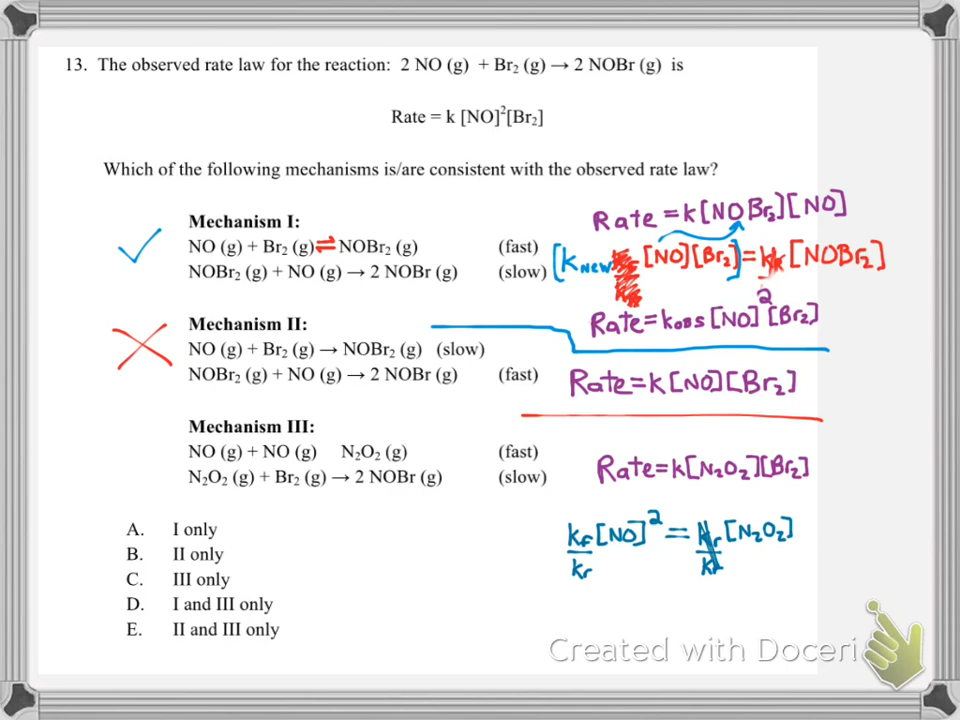 13. The observed rate law for the reaction: 2 NO (g) + Br₂ (g) → 2 NOBr (g) is
Rate = k [NO]²[Br₂]
Which of the following mechanisms is/are consistent with the observed rate law?
Mechanism I:
NO (g) + Br₂ (g) ⇌ NOBr₂ (g) (fast)
NOBr₂ (g) + NO (g) → 2 NOBr (g) (slow)
Rate = k[NOBr₂][NO]
[k NEW [NO][Br₂]] = [NOBr₂]
Rate = k OBS [NO]²[Br₂]
Mechanism II:
NO (g) + Br₂ (g) → NOBr₂ (g) (slow)
NOBr₂ (g) + NO (g) → 2 NOBr (g) (fast)
Rate = k[NO][Br₂]
Mechanism III:
NO (g) + NO (g) N₂O₂ (g) (fast)
N₂O₂ (g) + Br₂ (g) → 2 NOBr (g) (slow)
Rate = k[N₂O₂][Br₂]
kf [NO]² = kr [N₂O₂]
kr kr
A. I only
B. II only
C. III only
D. I and III only
E. II and III only
Created with Doceri